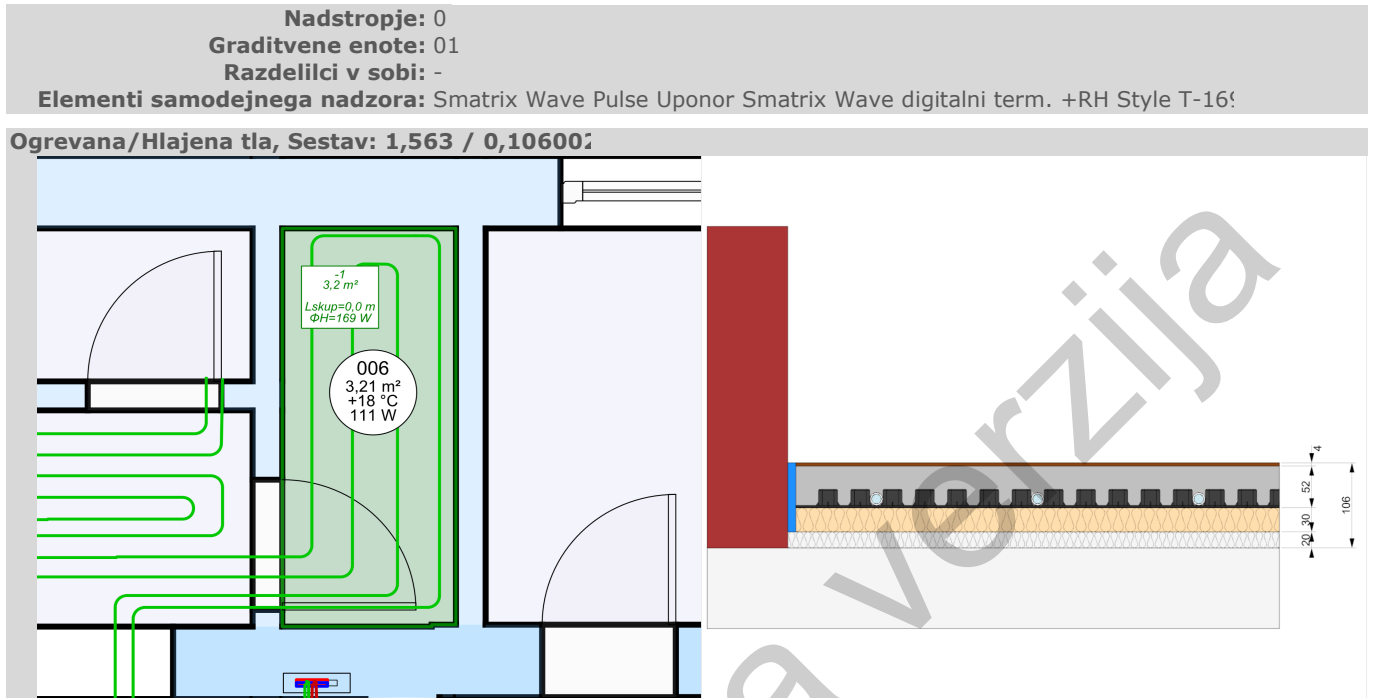 Nadstropje: 0
Graditvene enote: 01
Razdelilci v sobi: -
Elementi samodejnega nadzora: Smatrix Wave Pulse Uponor Smatrix Wave digitalni term. +RH Style T-169
Ogrevana/Hlajena tla, Sestav: 1,563 / 0,106002
-1
3,2 m²
Lskup=0,0 m
ΦH=169 W
006
3,21 m²
+18 °C
111 W
4
52
30
20
106
a verzija